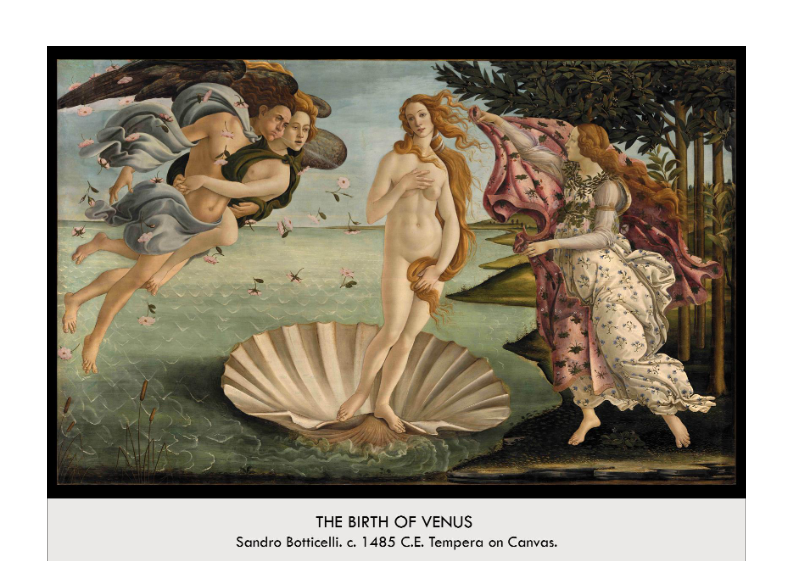 THE BIRTH OF VENUS
Sandro Botticelli. c. 1485 C.E. Tempera on Canvas.